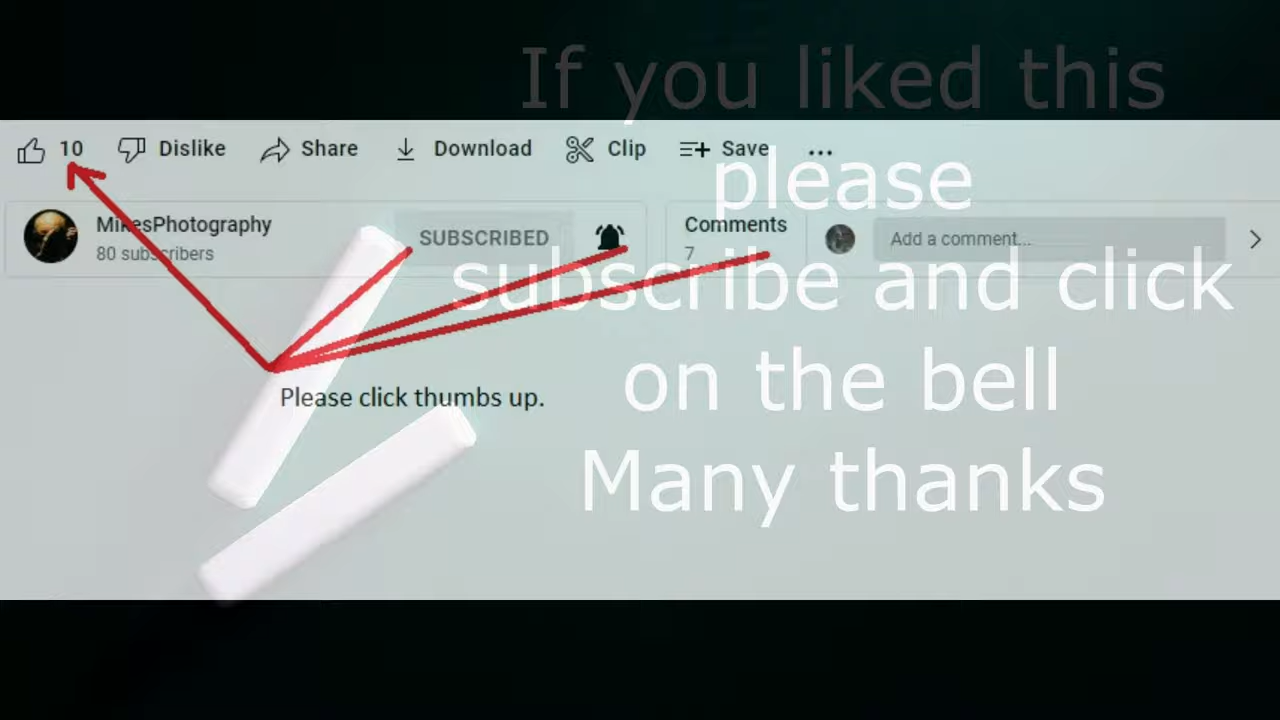 If you liked this
10 Dislike Share Download Clip Save ...
please
MikesPhotography SUBSCRIBED Comments
80 subscribers 7 Add a comment...
subscribe and click
on the bell
Please click thumbs up.
Many thanks